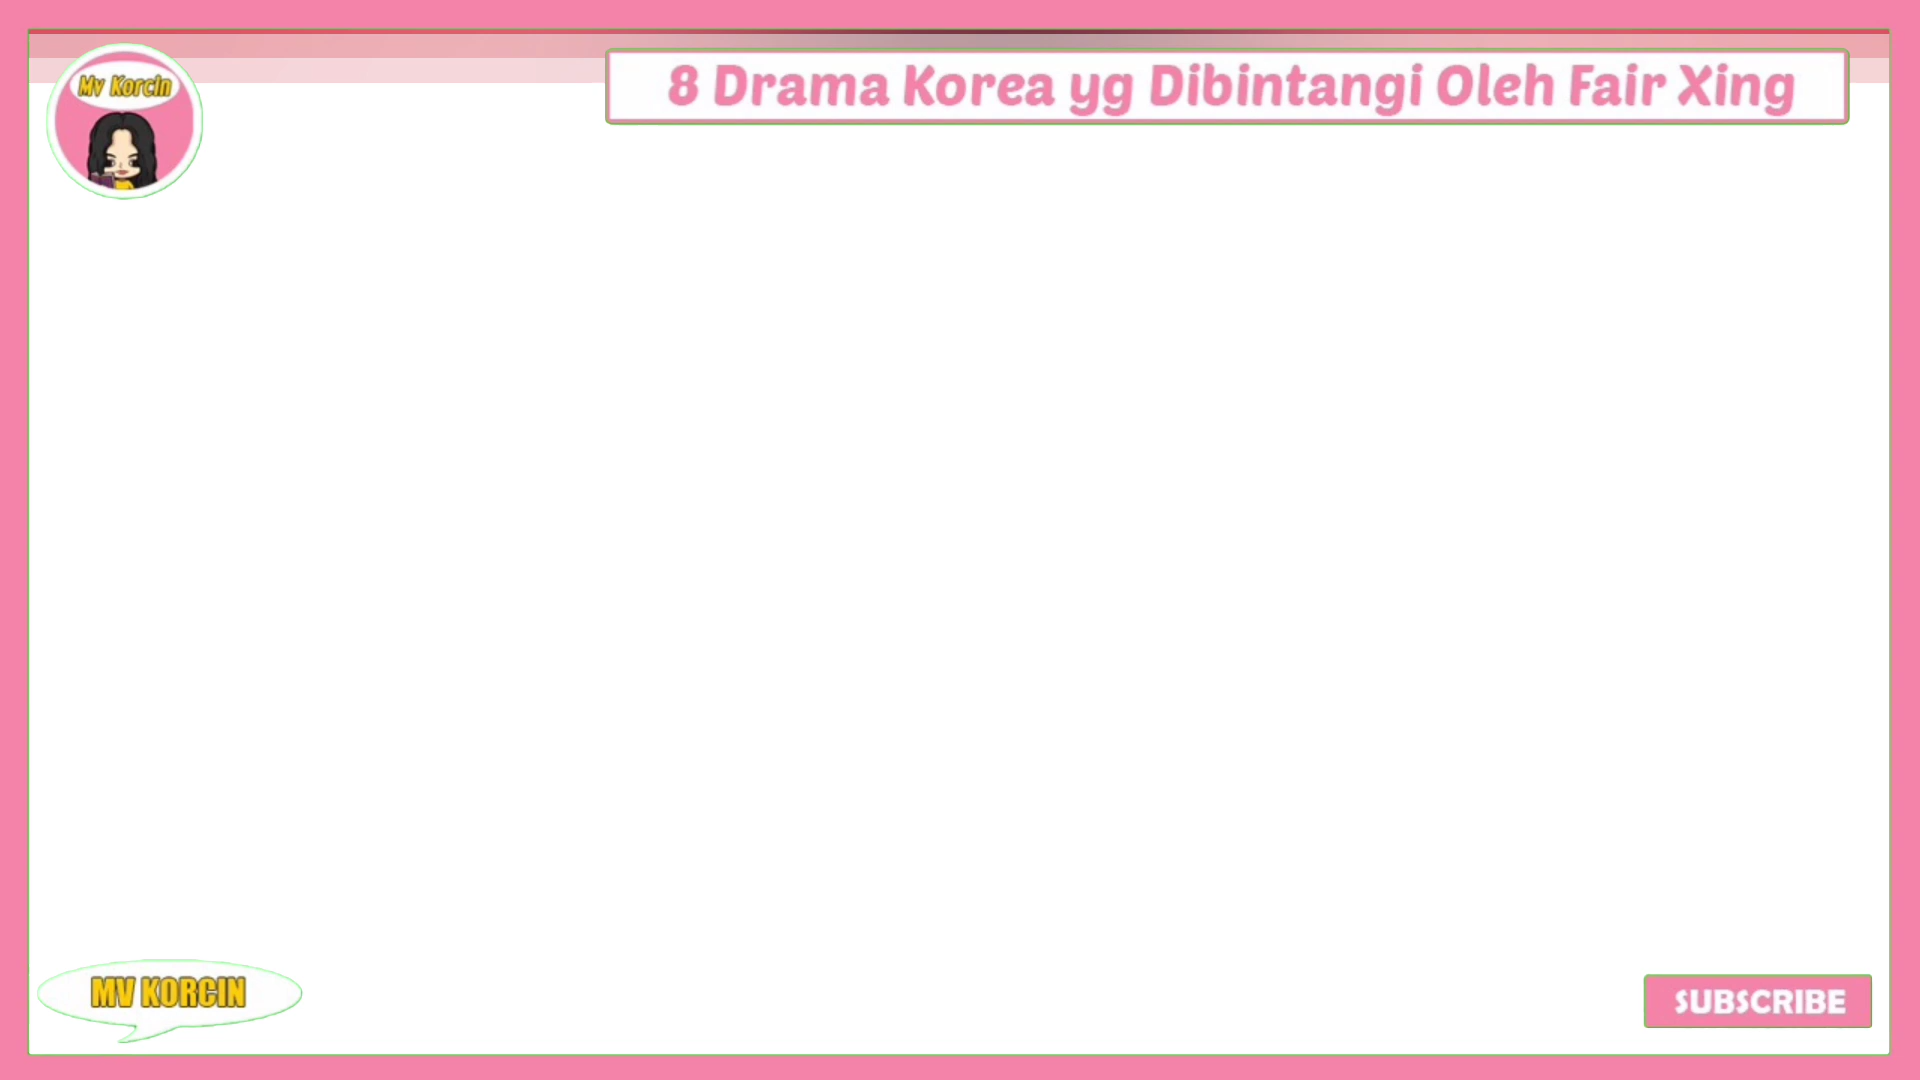 Mv Korcin
8 Drama Korea yg Dibintangi Oleh Fair Xing
MV KORCIN
SUBSCRIBE